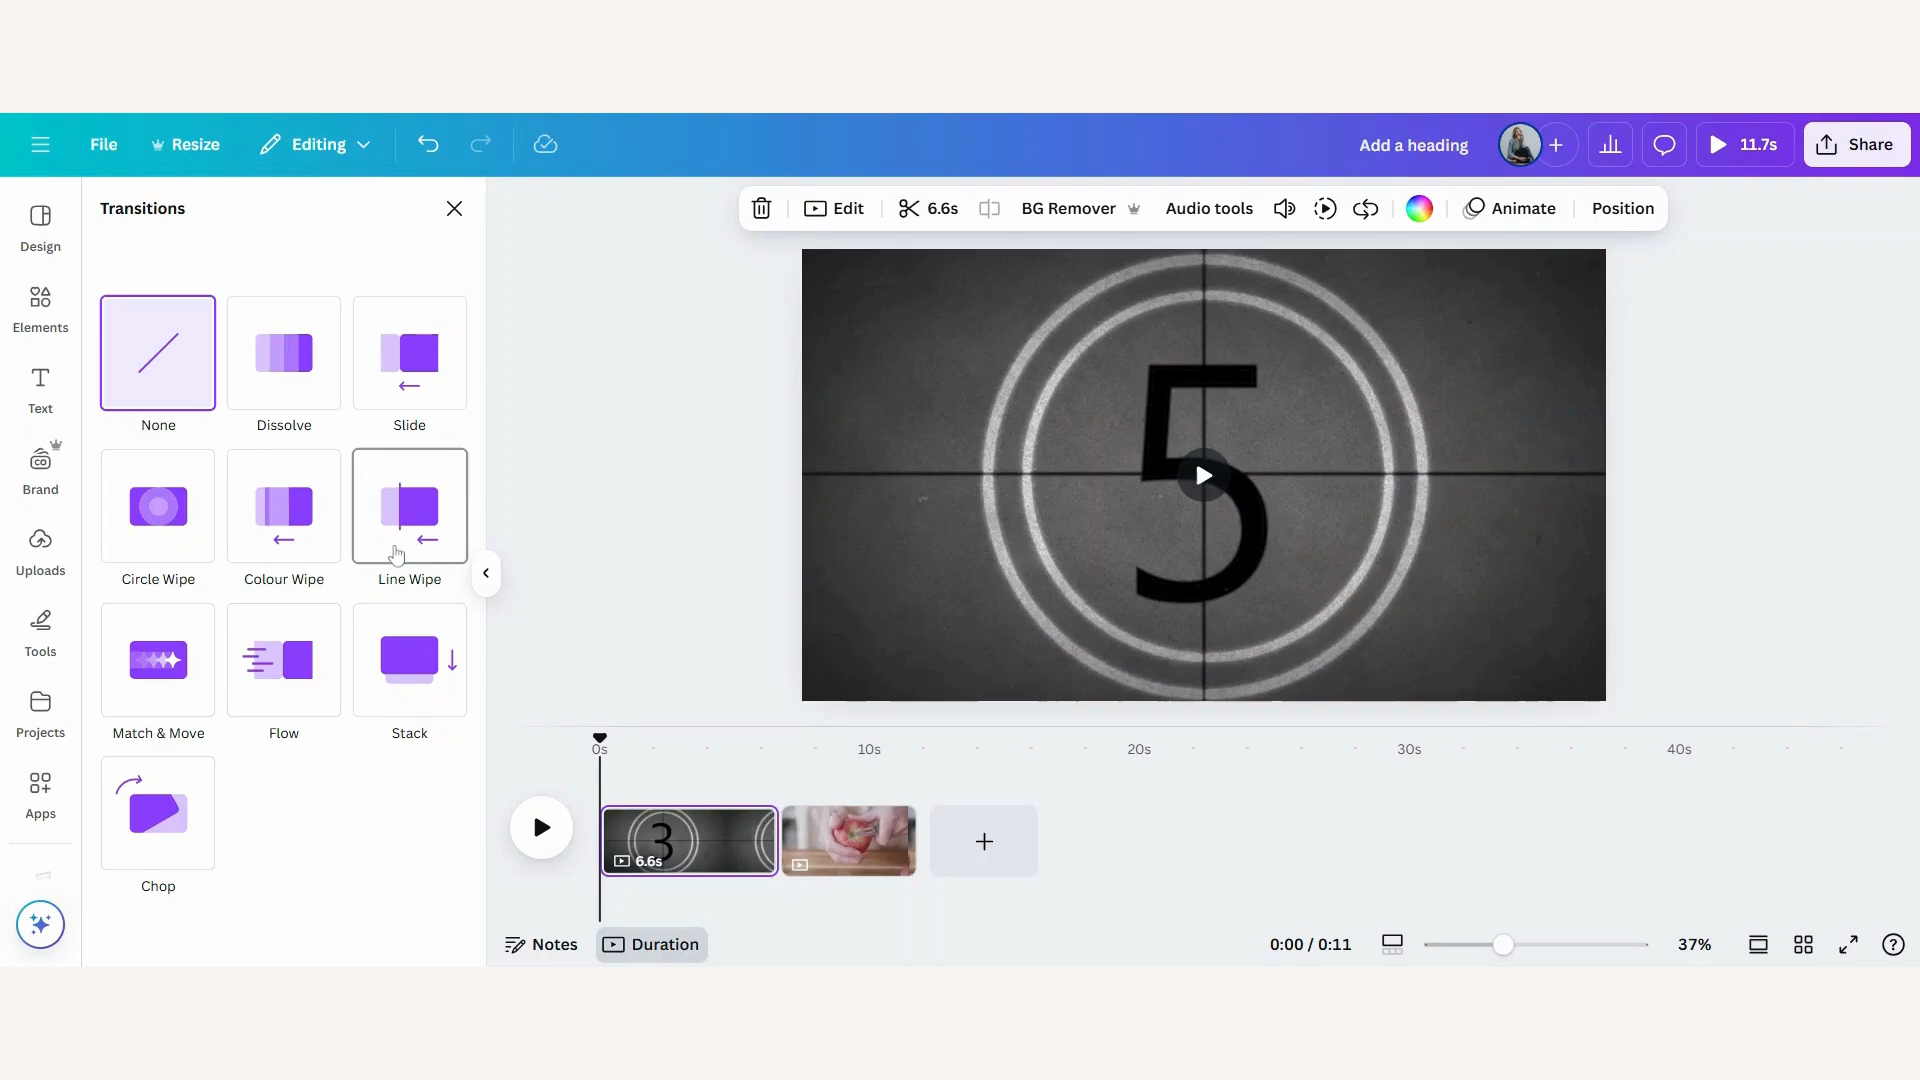 File
Resize
Editing
Add a heading
11.7s
Share
Design
Elements
Text
Brand
Uploads
Tools
Projects
Apps
Transitions
None
Dissolve
Slide
Circle Wipe
Colour Wipe
Line Wipe
Match & Move
Flow
Stack
Chop
Edit
6.6s
BG Remover
Audio tools
Animate
Position
5
0s
10s
20s
30s
40s
3
6.6s
Notes
Duration
0:00 / 0:11
37%